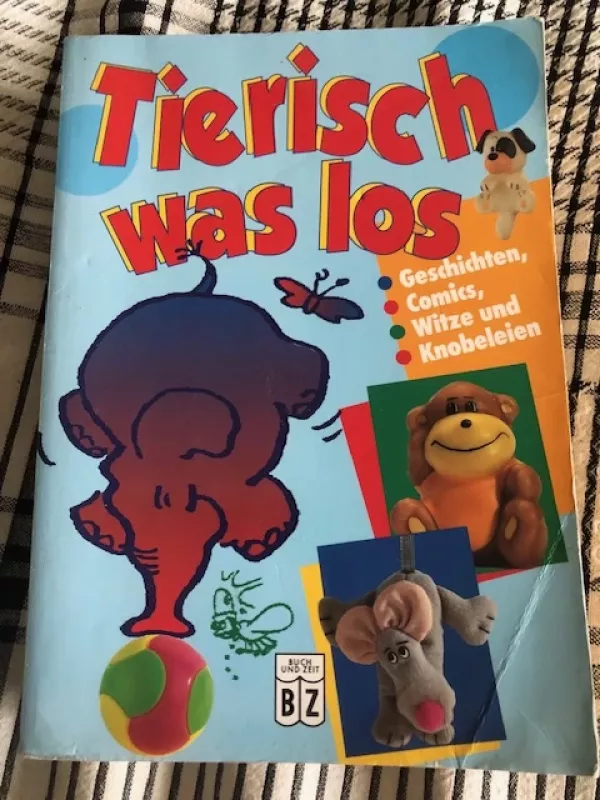 Tierisch
was los
Geschichten,
Comics,
Witze und
Knobeleien
BUCH
UND ZEIT
BZ